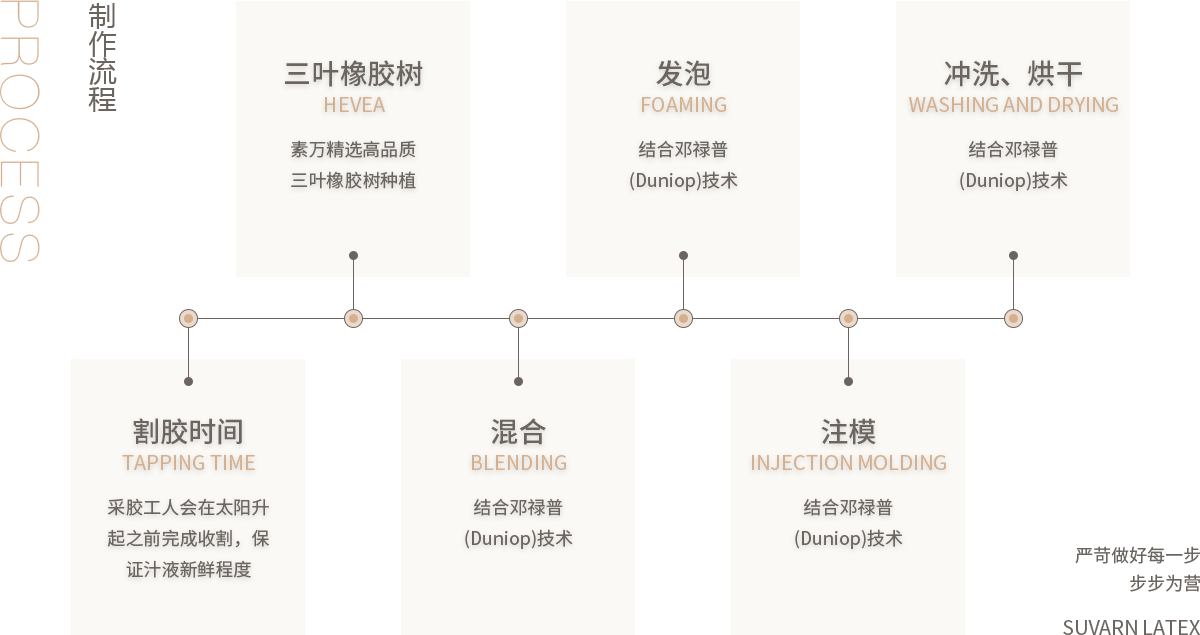 PROCESS
制作流程
三叶橡胶树
HEVEA
素万精选高品质
三叶橡胶树种植
发泡
FOAMING
结合邓禄普
(Duniop)技术
冲洗、烘干
WASHING AND DRYING
结合邓禄普
(Duniop)技术
割胶时间
TAPPING TIME
采胶工人会在太阳升
起之前完成收割，保
证汁液新鲜程度
混合
BLENDING
结合邓禄普
(Duniop)技术
注模
INJECTION MOLDING
结合邓禄普
(Duniop)技术
严苛做好每一步
步步为营
SUVARN LATEX